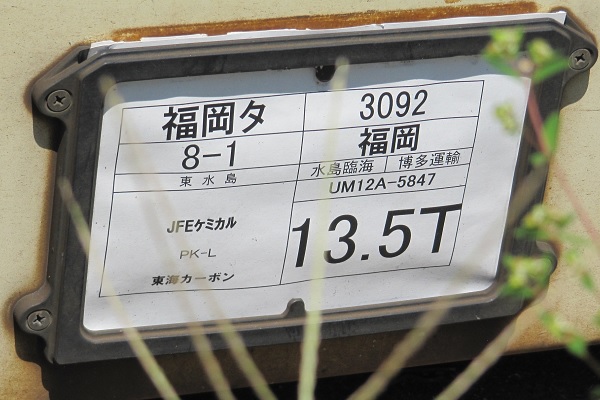 福岡タ 3092
8-1 福岡
東水島 水島臨海 博多運輸
UM12A-5847
JFEケミカル 13.5T
PK-L
東海カーボン